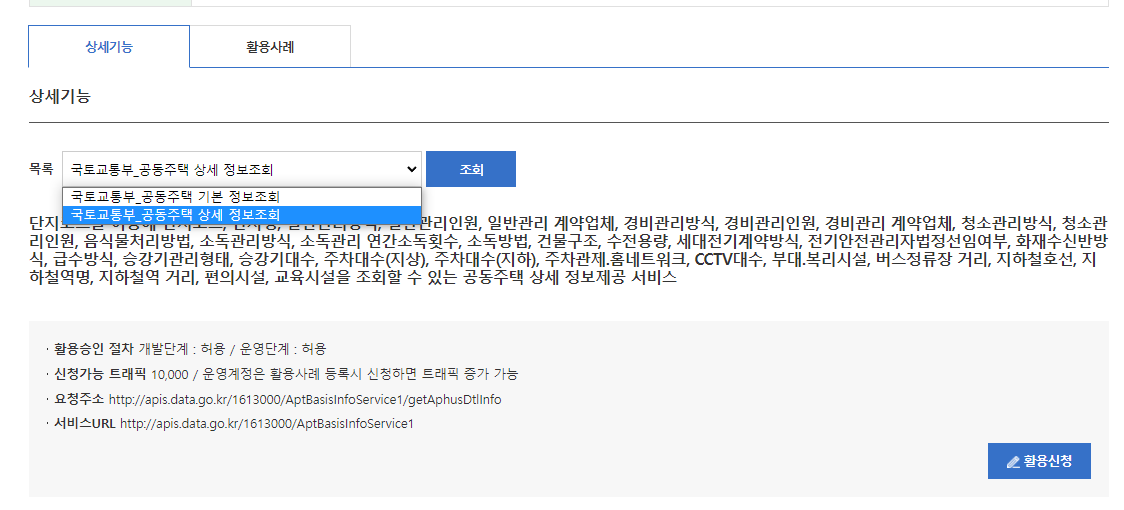 상세기능
활용사례
상세기능
목록
국토교통부_공동주택 상세 정보조회
조회
국토교통부_공동주택 기본 정보조회
국토교통부_공동주택 상세 정보조회
일반관리인원, 일반관리 계약업체, 경비관리방식, 경비관리인원, 경비관리 계약업체, 청소관리방식, 청소관
리인원, 음식물처리방법, 소독관리방식, 소독관리 연간소독횟수, 소독방법, 건물구조, 수전용량, 세대전기계약방식, 전기안전관리자법정선임여부, 화재수신반방
식, 급수방식, 승강기관리형태, 승강기대수, 주차대수(지상), 주차대수(지하), 주차관제.홈네트워크, CCTV대수, 부대.복리시설, 버스정류장 거리, 지하철호선, 지
하철역명, 지하철역 거리, 편의시설, 교육시설을 조회할 수 있는 공동주택 상세 정보제공 서비스
· 활용승인 절차 개발단계 : 허용 / 운영단계 : 허용
· 신청가능 트래픽 10,000 / 운영계정은 활용사례 등록시 신청하면 트래픽 증가 가능
· 요청주소 http://apis.data.go.kr/1613000/AptBasisInfoService1/getAphusDtlInfo
· 서비스URL http://apis.data.go.kr/1613000/AptBasisInfoService1
활용신청